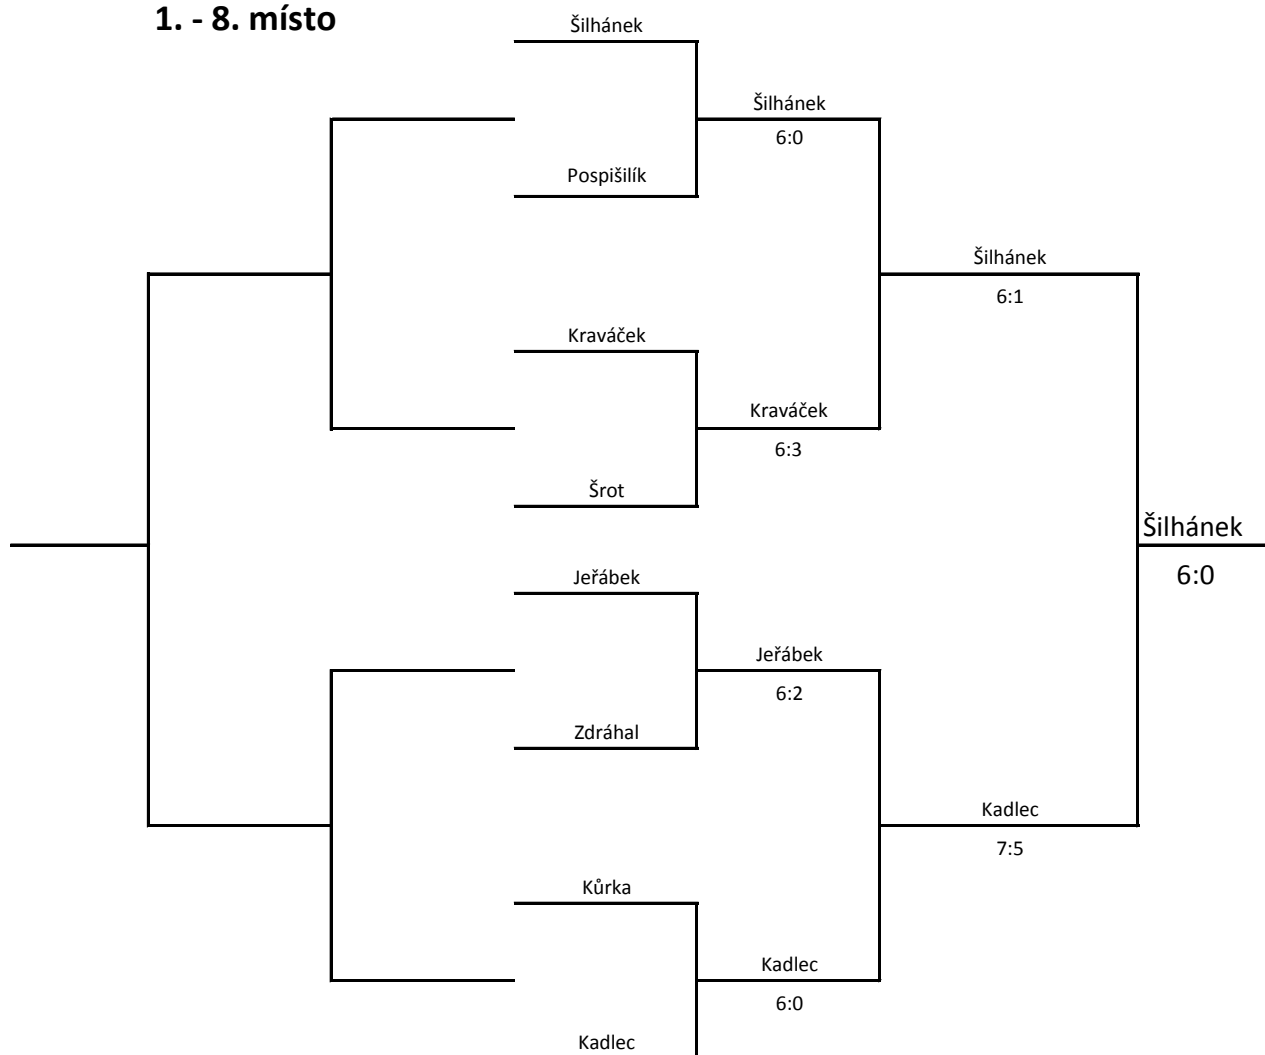 1. - 8. místo
Šilhánek
Šilhánek
6:0
Pospišilík
Šilhánek
6:1
Kraváček
Kraváček
6:3
Šrot
Šilhánek
6:0
Jeřábek
Jeřábek
6:2
Zdráhal
Kadlec
7:5
Kůrka
Kadlec
6:0
Kadlec